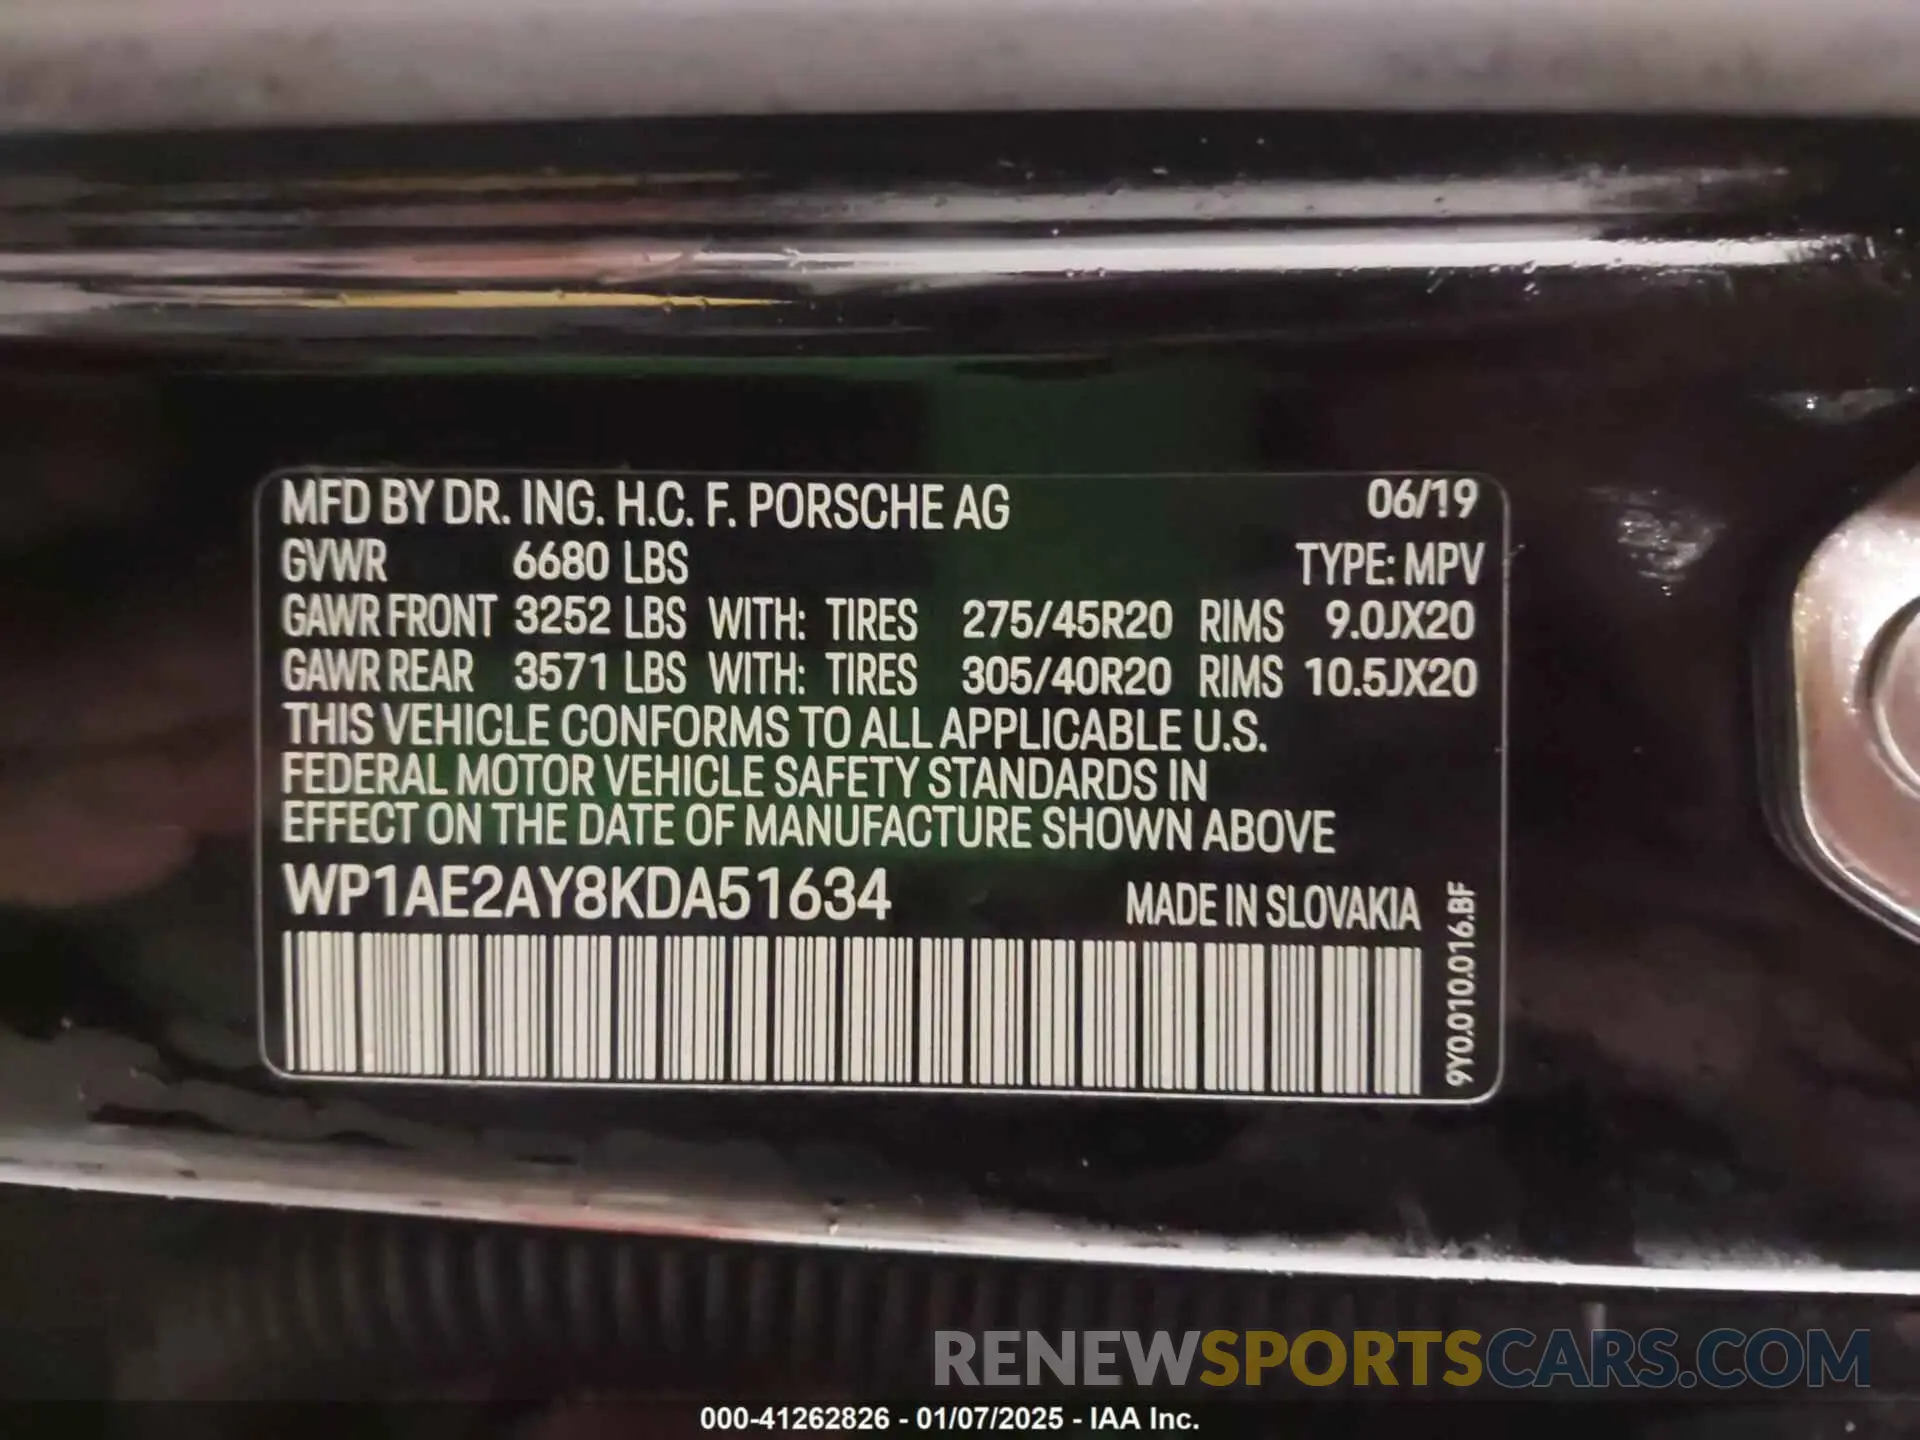 MFD BY DR. ING. H.C. F. PORSCHE AG 06/19
GVWR 6680 LBS TYPE: MPV
GAWR FRONT 3252 LBS WITH: TIRES 275/45R20 RIMS 9.0JX20
GAWR REAR 3571 LBS WITH: TIRES 305/40R20 RIMS 10.5JX20
THIS VEHICLE CONFORMS TO ALL APPLICABLE U.S.
FEDERAL MOTOR VEHICLE SAFETY STANDARDS IN
EFFECT ON THE DATE OF MANUFACTURE SHOWN ABOVE
WP1AE2AY8KDA51634 MADE IN SLOVAKIA
9Y0.010.016.BF
RENEWSPORTSCARS.COM
000-41262826 - 01/07/2025 - IAA Inc.